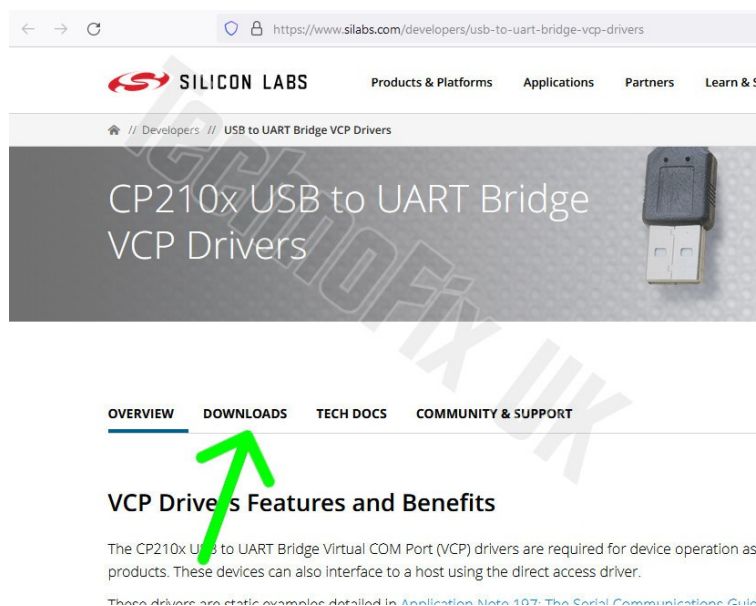 https://www.silabs.com/developers/usb-to-uart-bridge-vcp-drivers
SILICON LABS
Products & Platforms Applications Partners Learn & S
// Developers // USB to UART Bridge VCP Drivers
CP210x USB to UART Bridge
VCP Drivers
TechnoFix UK
OVERVIEW DOWNLOADS TECH DOCS COMMUNITY & SUPPORT
VCP Drivers Features and Benefits
The CP210x USB to UART Bridge Virtual COM Port (VCP) drivers are required for device operation as
products. These devices can also interface to a host using the direct access driver.
These drivers are static examples detailed in Application Note 197: The Serial Communications Guid